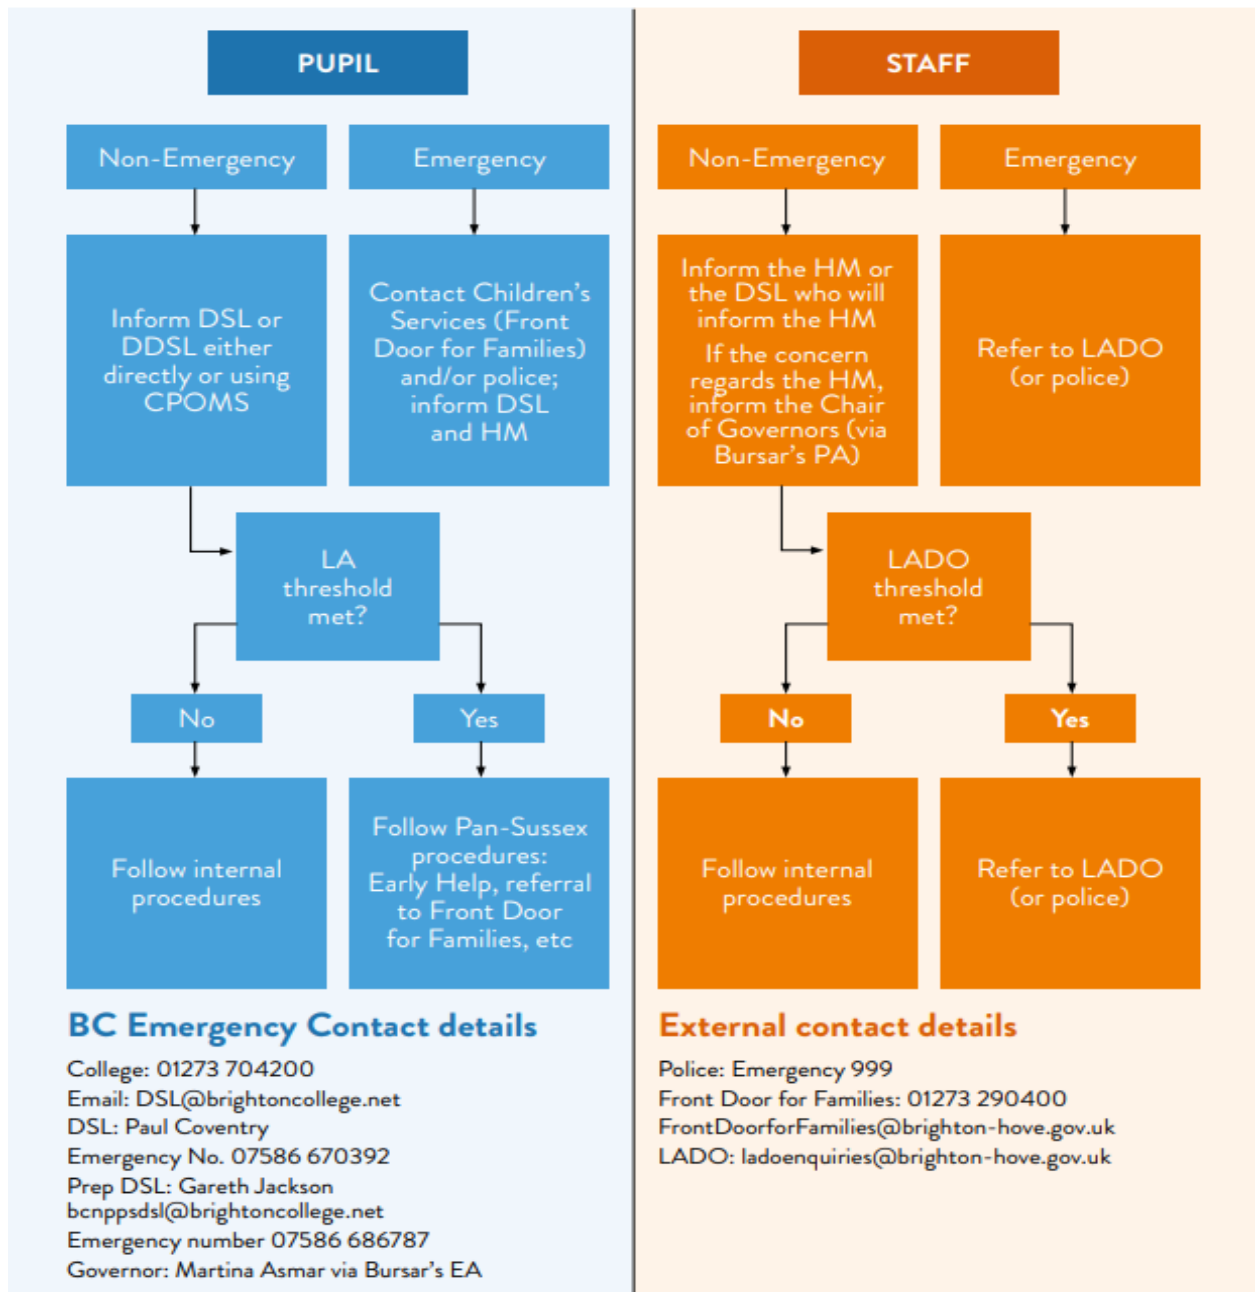 PUPIL
Non-Emergency
Emergency
Inform DSL or
DDSL either
directly or using
CPOMS
Contact Children's
Services (Front
Door for Families)
and/or police;
inform DSL
and HM
LA
threshold
met?
No
Yes
Follow internal
procedures
Follow Pan-Sussex
procedures:
Early Help, referral
to Front Door
for Families, etc
BC Emergency Contact details
College: 01273 704200
Email: DSL@brightoncollege.net
DSL: Paul Coventry
Emergency No. 07586 670392
Prep DSL: Gareth Jackson
bcnppsdsl@brightoncollege.net
Emergency number 07586 686787
Governor: Martina Asmar via Bursar's EA
STAFF
Non-Emergency
Emergency
Inform the HM or
the DSL who will
inform the HM
If the concern
regards the HM,
inform the Chair
of Governors (via
Bursar's PA)
Refer to LADO
(or police)
LADO
threshold
met?
No
Yes
Follow internal
procedures
Refer to LADO
(or police)
External contact details
Police: Emergency 999
Front Door for Families: 01273 290400
FrontDoorforFamilies@brighton-hove.gov.uk
LADO: ladoenquiries@brighton-hove.gov.uk